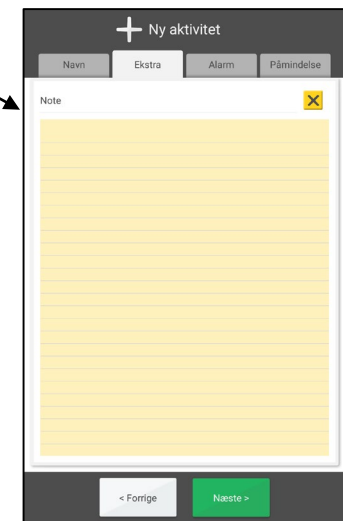 Ny aktivitet
Navn Ekstra Alarm Påmindelse
Note
< Forrige Næste >